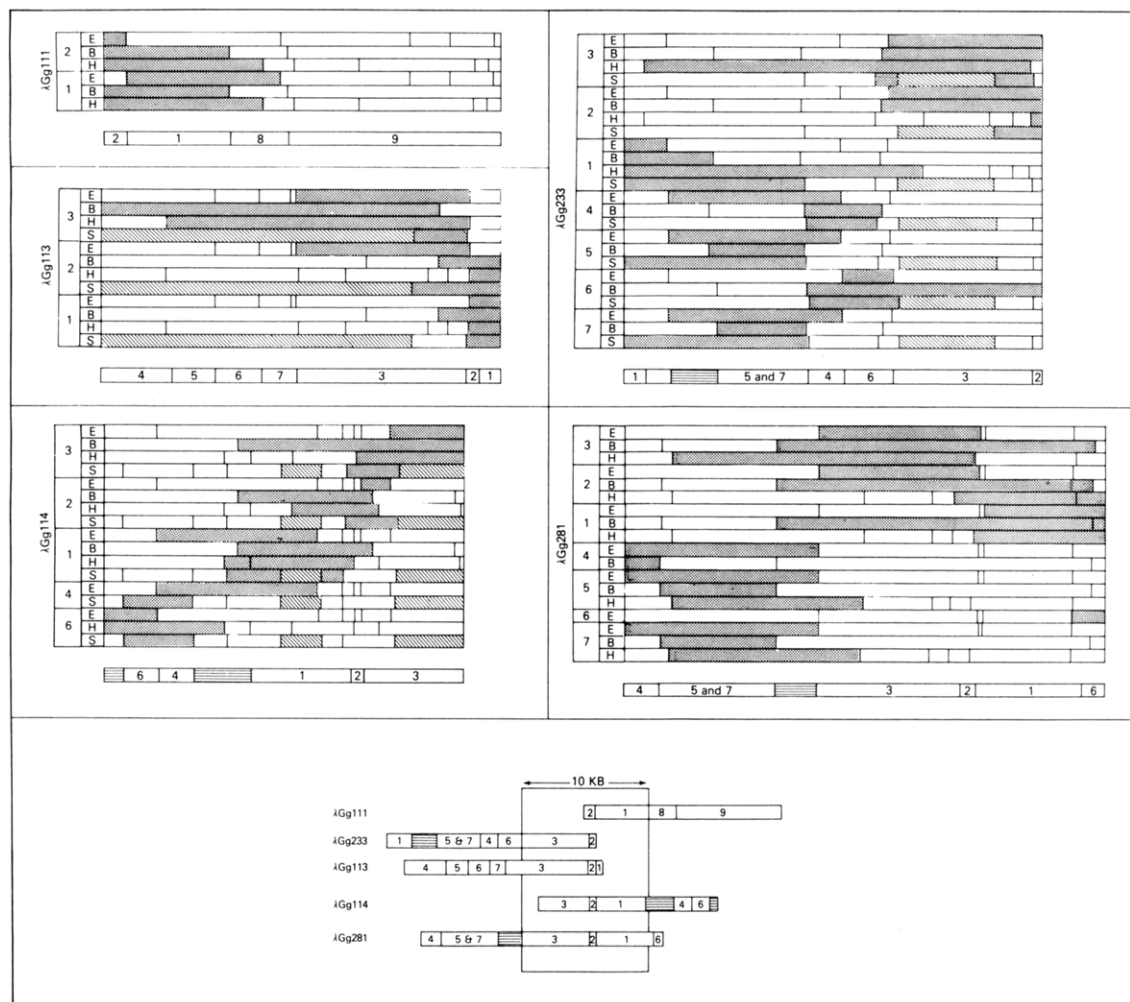 λGg111
2 E B H
1 E B H
2 1 8 9
λGg113
3 E B H S
2 E B H S
1 E B H S
4 5 6 7 3 2 1
λGg114
3 E B H S
2 E B H S
1 E B H S
4 E S
6 E H S
6 4 1 2 3
λGg233
3 E B H S
2 E B H S
1 E B H S
4 E B S
5 E B S
6 E B S
7 E B S
1 5 and 7 4 6 3 2
λGg281
3 E B H
2 E B H
1 E B H
4 E B
5 E B H
6 E
7 E B H
4 5 and 7 3 2 1 6
10 KB
λGg111 2 1 8 9
λGg233 1 5 & 7 4 6 3 2
λGg113 4 5 6 7 3 2 1
λGg114 3 2 1 4 6
λGg281 4 5 & 7 3 2 1 6